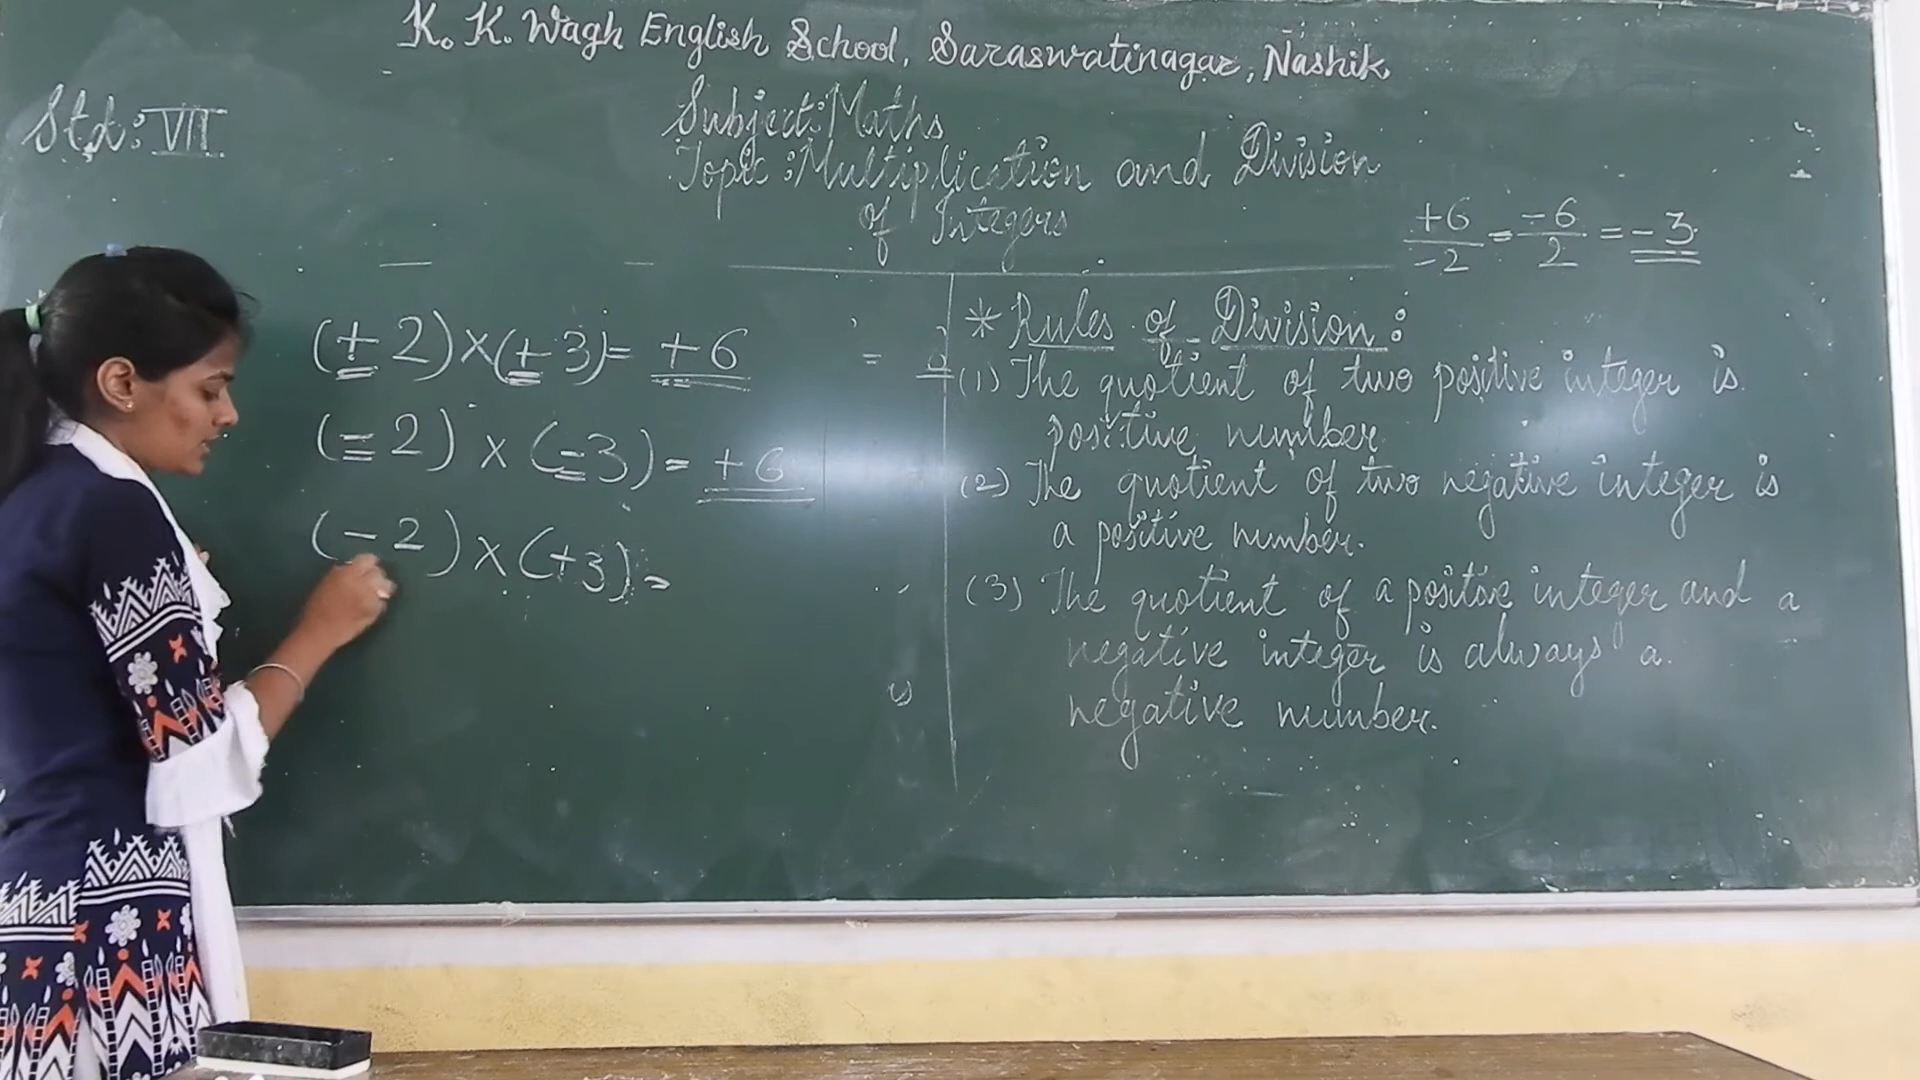 K. K. Wagh English School, Saraswatinagar, Nashik.
Std: VII
Subject: Maths
Topic: Multiplication and Division
of Integers
+6/-2 = -6/2 = -3
(+2)×(+3)= +6
(-2) × (-3) = +6
(-2) × (+3) =
* Rules of Division:
(1) The quotient of two positive integer is
positive number
(2) The quotient of two negative integer is
a positive number.
(3) The quotient of a positive integer and a
negative integer is always a
negative number.